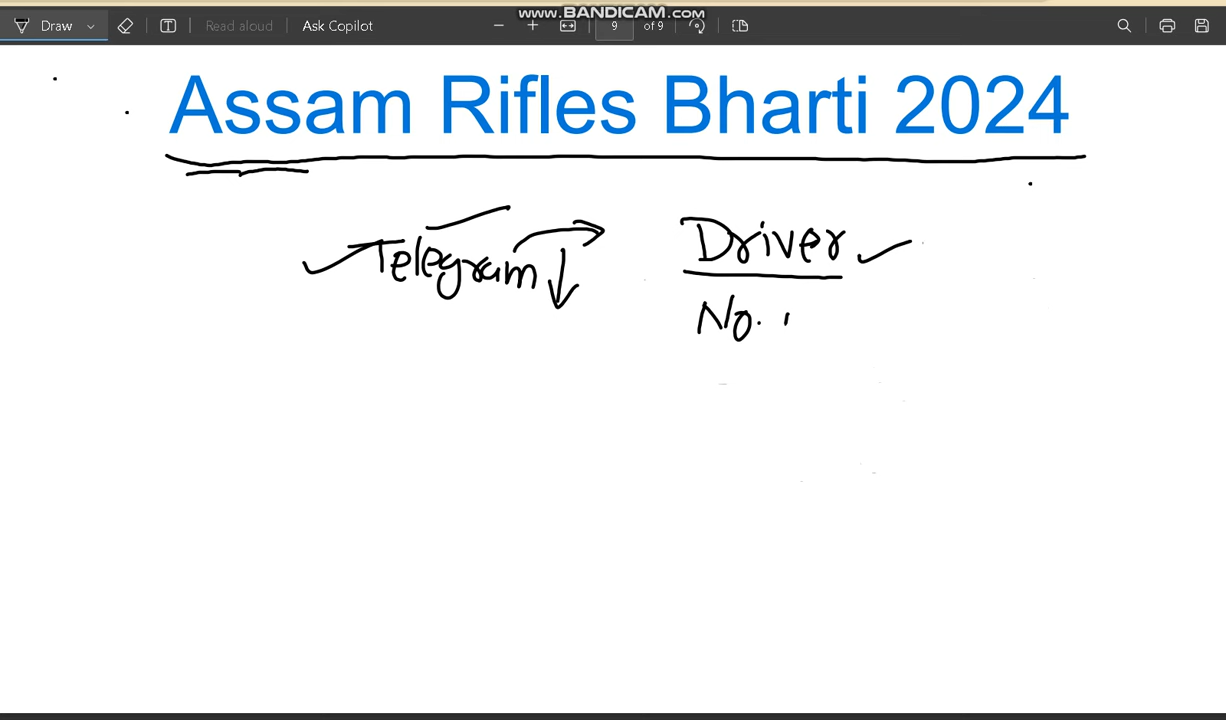 www.BANDICAM.com
Draw Read aloud Ask Copilot 9 of 9
Assam Rifles Bharti 2024
Telegram Driver
No.